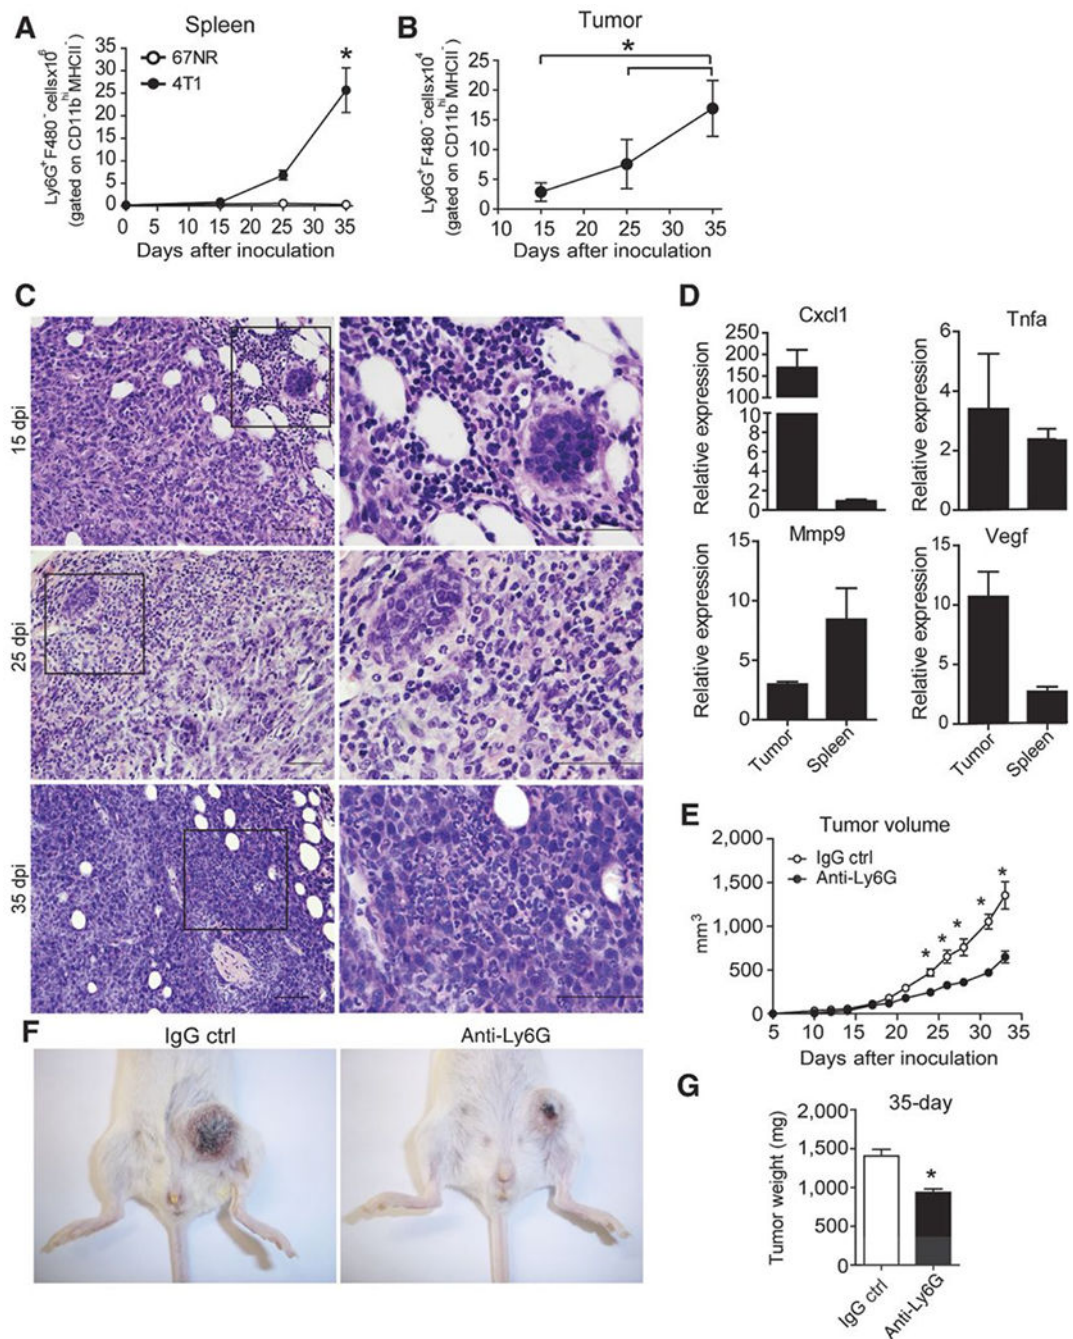 A
Spleen
Ly6G⁺F480⁻cellsx10⁶
(gated on CD11bʰⁱMHCII⁻)
35
30
25
20
15
10
5
0
67NR
4T1
*
0 5 10 15 20 25 30 35
Days after inoculation
B
Tumor
Ly6G⁺F480⁻cellsx10⁴
(gated on CD11bʰⁱMHCII⁻)
25
20
15
10
5
0
*
10 15 20 25 30 35
Days after inoculation
C
15 dpi
25 dpi
35 dpi
D
Cxcl1
Relative expression
250
200
150
100
10
8
6
4
2
0
Tnfa
Relative expression
6
4
2
0
Mmp9
Relative expression
15
10
5
0
Tumor
Spleen
Vegf
Relative expression
15
10
5
0
Tumor
Spleen
E
Tumor volume
mm³
2,000
1,500
1,000
500
0
IgG ctrl
Anti-Ly6G
* * * * *
5 10 15 20 25 30 35
Days after inoculation
F
IgG ctrl
Anti-Ly6G
G
35-day
Tumor weight (mg)
2,000
1,500
1,000
500
0
*
IgG ctrl
Anti-Ly6G